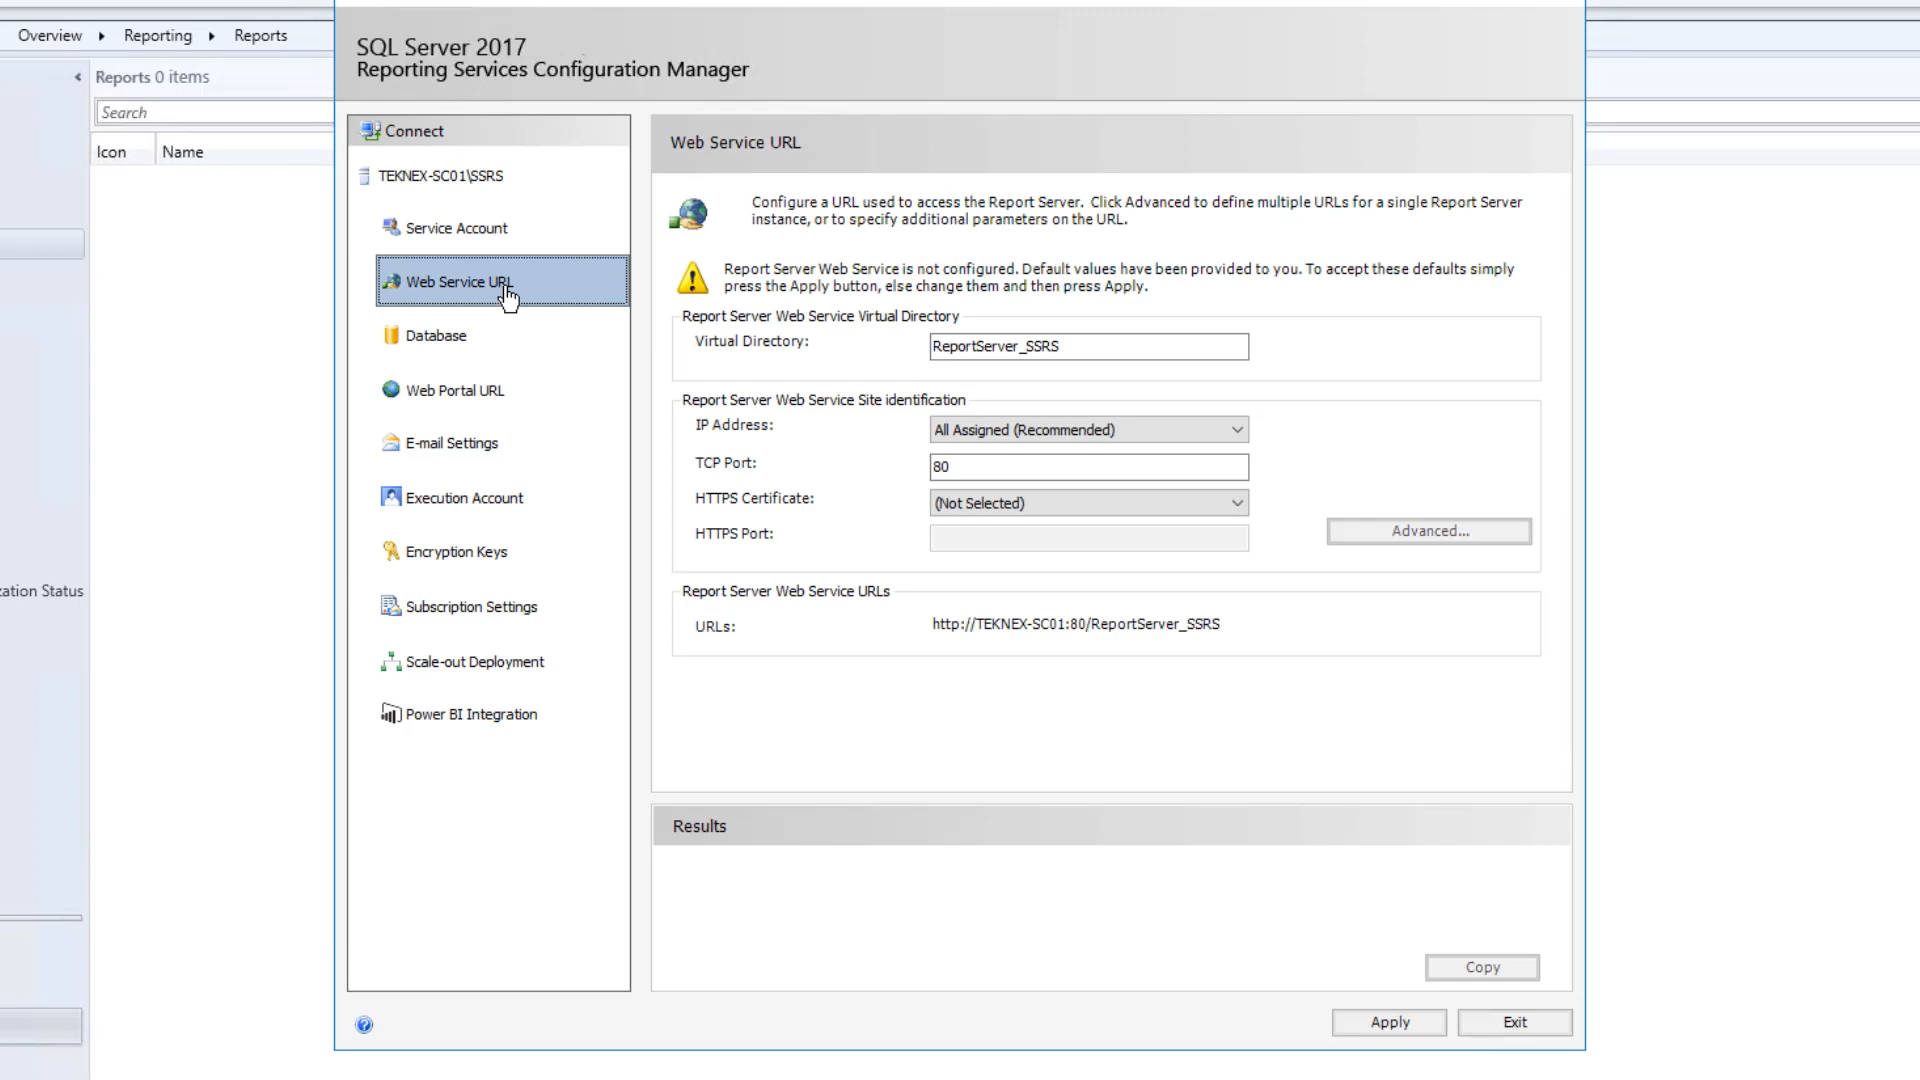 Overview ▸ Reporting ▸ Reports
Reports 0 items
Search
Icon Name
zation Status
SQL Server 2017
Reporting Services Configuration Manager
Connect
TEKNEX-SC01\SSRS
Service Account
Web Service URL
Database
Web Portal URL
E-mail Settings
Execution Account
Encryption Keys
Subscription Settings
Scale-out Deployment
Power BI Integration
Web Service URL
Configure a URL used to access the Report Server. Click Advanced to define multiple URLs for a single Report Server
instance, or to specify additional parameters on the URL.
Report Server Web Service is not configured. Default values have been provided to you. To accept these defaults simply
press the Apply button, else change them and then press Apply.
Report Server Web Service Virtual Directory
Virtual Directory: ReportServer_SSRS
Report Server Web Service Site identification
IP Address: All Assigned (Recommended)
TCP Port: 80
HTTPS Certificate: (Not Selected)
HTTPS Port:
Advanced...
Report Server Web Service URLs
URLs: http://TEKNEX-SC01:80/ReportServer_SSRS
Results
Copy
Apply Exit